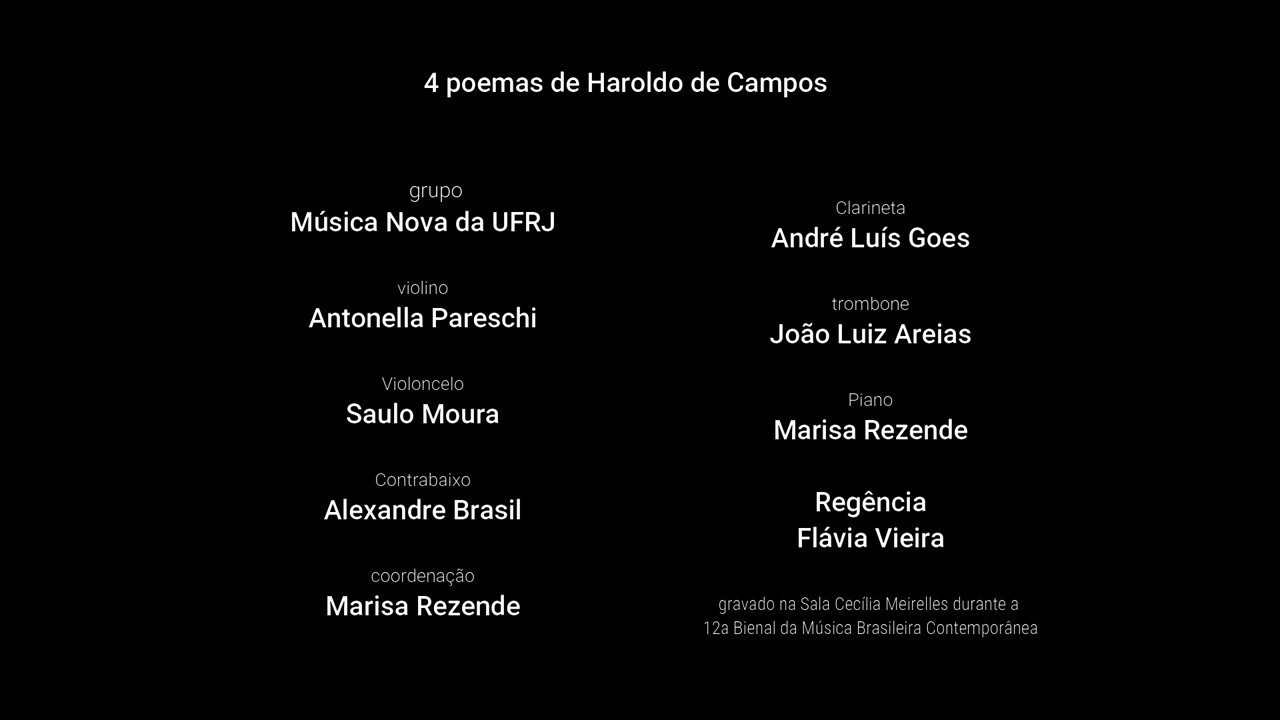 4 poemas de Haroldo de Campos
grupo
Música Nova da UFRJ
violino
Antonella Pareschi
Violoncelo
Saulo Moura
Contrabaixo
Alexandre Brasil
coordenação
Marisa Rezende
Clarineta
André Luís Goes
trombone
João Luiz Areias
Piano
Marisa Rezende
Regência
Flávia Vieira
gravado na Sala Cecília Meirelles durante a
12a Bienal da Música Brasileira Contemporânea